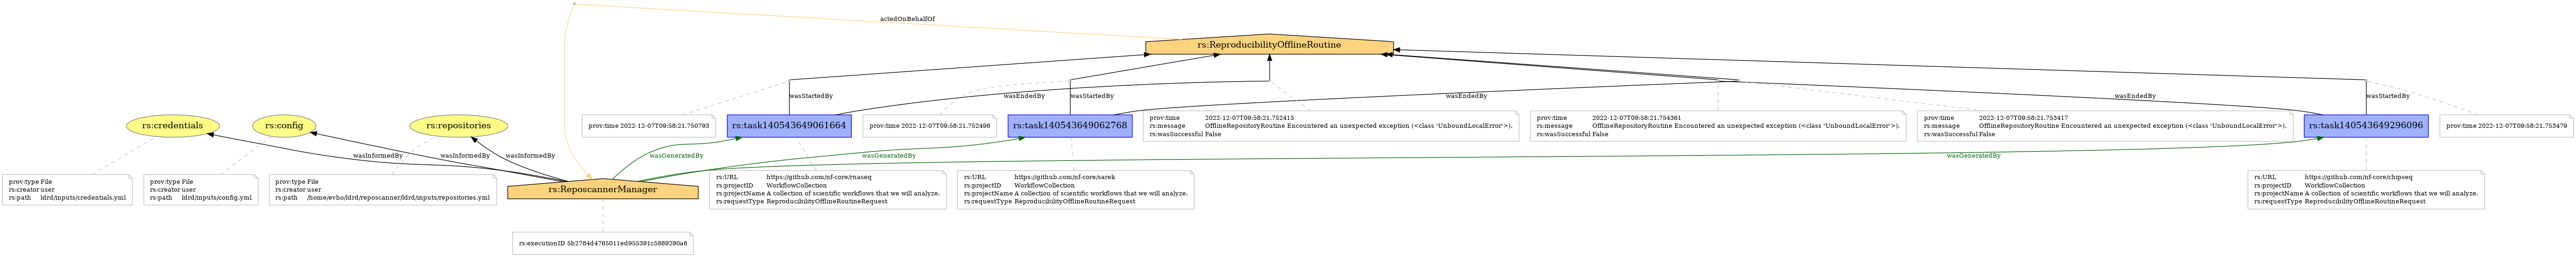 actedOnBehalfOf
rs:ReproducibilityOfflineRoutine
wasStartedBy
wasEndedBy
wasStartedBy
wasEndedBy
wasEndedBy
wasStartedBy
rs:credentials
rs:config
rs:repositories
prov:time 2022-12-07T09:58:21.750793
rs:task140543649061664
prov:time 2022-12-07T09:58:21.752498
rs:task140543649062768
prov:time 2022-12-07T09:58:21.752415
rs:message OfflineRepositoryRoutine Encountered an unexpected exception (<class 'UnboundLocalError'>).
rs:wasSuccessful False
prov:time 2022-12-07T09:58:21.754361
rs:message OfflineRepositoryRoutine Encountered an unexpected exception (<class 'UnboundLocalError'>).
rs:wasSuccessful False
prov:time 2022-12-07T09:58:21.753417
rs:message OfflineRepositoryRoutine Encountered an unexpected exception (<class 'UnboundLocalError'>).
rs:wasSuccessful False
rs:task140543649296096
prov:time 2022-12-07T09:58:21.753479
wasInformedBy
wasInformedBy
wasInformedBy
wasGeneratedBy
wasGeneratedBy
wasGeneratedBy
prov:type File
rs:creator user
rs:path ldrd/inputs/credentials.yml
prov:type File
rs:creator user
rs:path ldrd/inputs/config.yml
prov:type File
rs:creator user
rs:path /home/evho/ldrd/reposcanner/ldrd/inputs/repositories.yml
rs:ReposcannerManager
rs:URL https://github.com/nf-core/rnaseq
rs:projectID WorkflowCollection
rs:projectName A collection of scientific workflows that we will analyze.
rs:requestType ReproducibilityOfflineRoutineRequest
rs:URL https://github.com/nf-core/sarek
rs:projectID WorkflowCollection
rs:projectName A collection of scientific workflows that we will analyze.
rs:requestType ReproducibilityOfflineRoutineRequest
rs:URL https://github.com/nf-core/chipseq
rs:projectID WorkflowCollection
rs:projectName A collection of scientific workflows that we will analyze.
rs:requestType ReproducibilityOfflineRoutineRequest
rs:executionID 5b2784d4765011ed955391c5889290a6